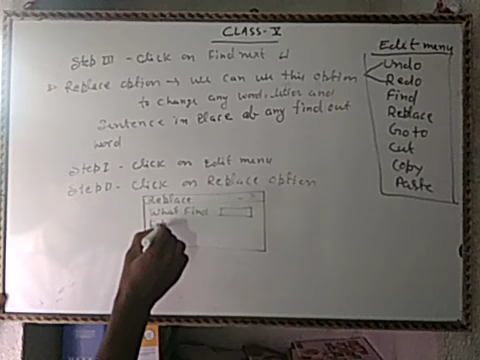 CLASS-V
Step III - Click on Find next
Replace option → we can use this option
to change any word, letter and
Sentence in Place of any find out
word
Step I - Click on Edit menu
Step II - Click on Replace option
Replace
What Find
Edit menu
Undo
Redo
Find
Replace
Goto
Cut
Copy
Paste